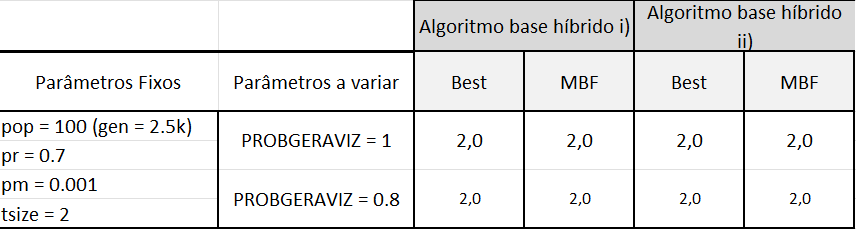 Algoritmo base híbrido i)
Algoritmo base híbrido
ii)
Parâmetros Fixos
Parâmetros a variar
Best
MBF
Best
MBF
pop = 100 (gen = 2.5k)
pr = 0.7
PROBGERAVIZ = 1
2,0
2,0
2,0
2,0
pm = 0.001
tsize = 2
PROBGERAVIZ = 0.8
2,0
2,0
2,0
2,0